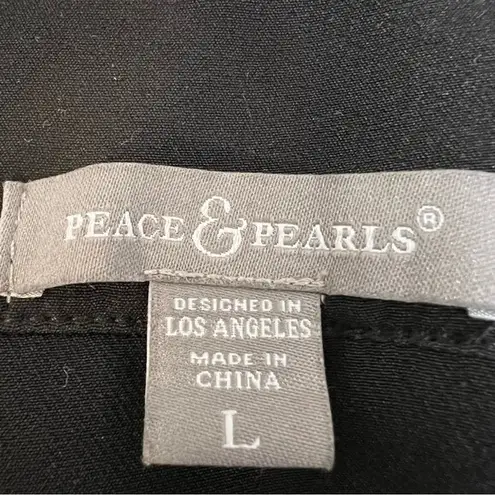 PEACE & PEARLS®
DESIGNED IN
LOS ANGELES
MADE IN
CHINA
L